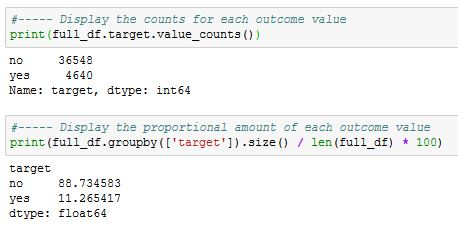 #----- Display the counts for each outcome value
print(full_df.target.value_counts())
no     36548
yes     4640
Name: target, dtype: int64
#----- Display the proportional amount of each outcome value
print(full_df.groupby(['target']).size() / len(full_df) * 100)
target
no     88.734583
yes    11.265417
dtype: float64